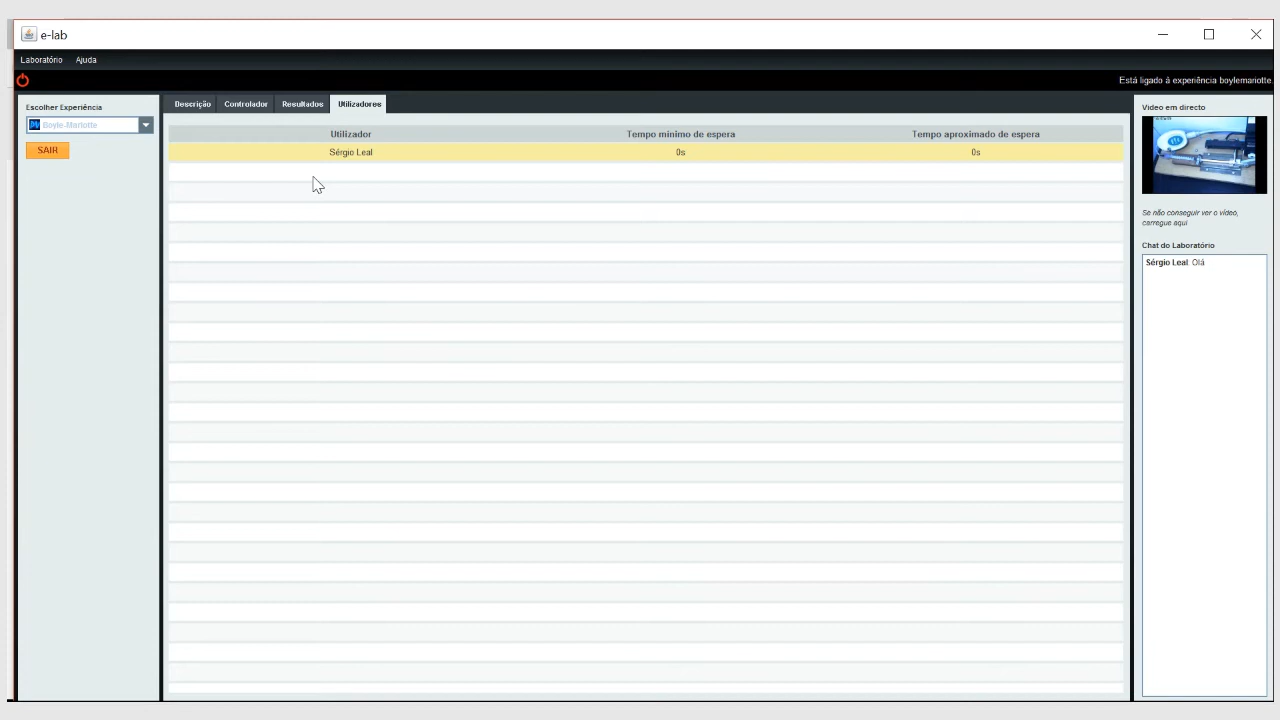 e-lab
Laboratório Ajuda
Está ligado á experiência boylemariotte.
Escolher Experiência
Boyle-Mariotte
SAIR
Descrição Controlador Resultados Utilizadores
Utilizador Tempo mínimo de espera Tempo aproximado de espera
Sérgio Leal 0s 0s
Video em directo
Se não conseguir ver o vídeo,
carregue aqui
Chat do Laboratório
Sérgio Leal: Olá